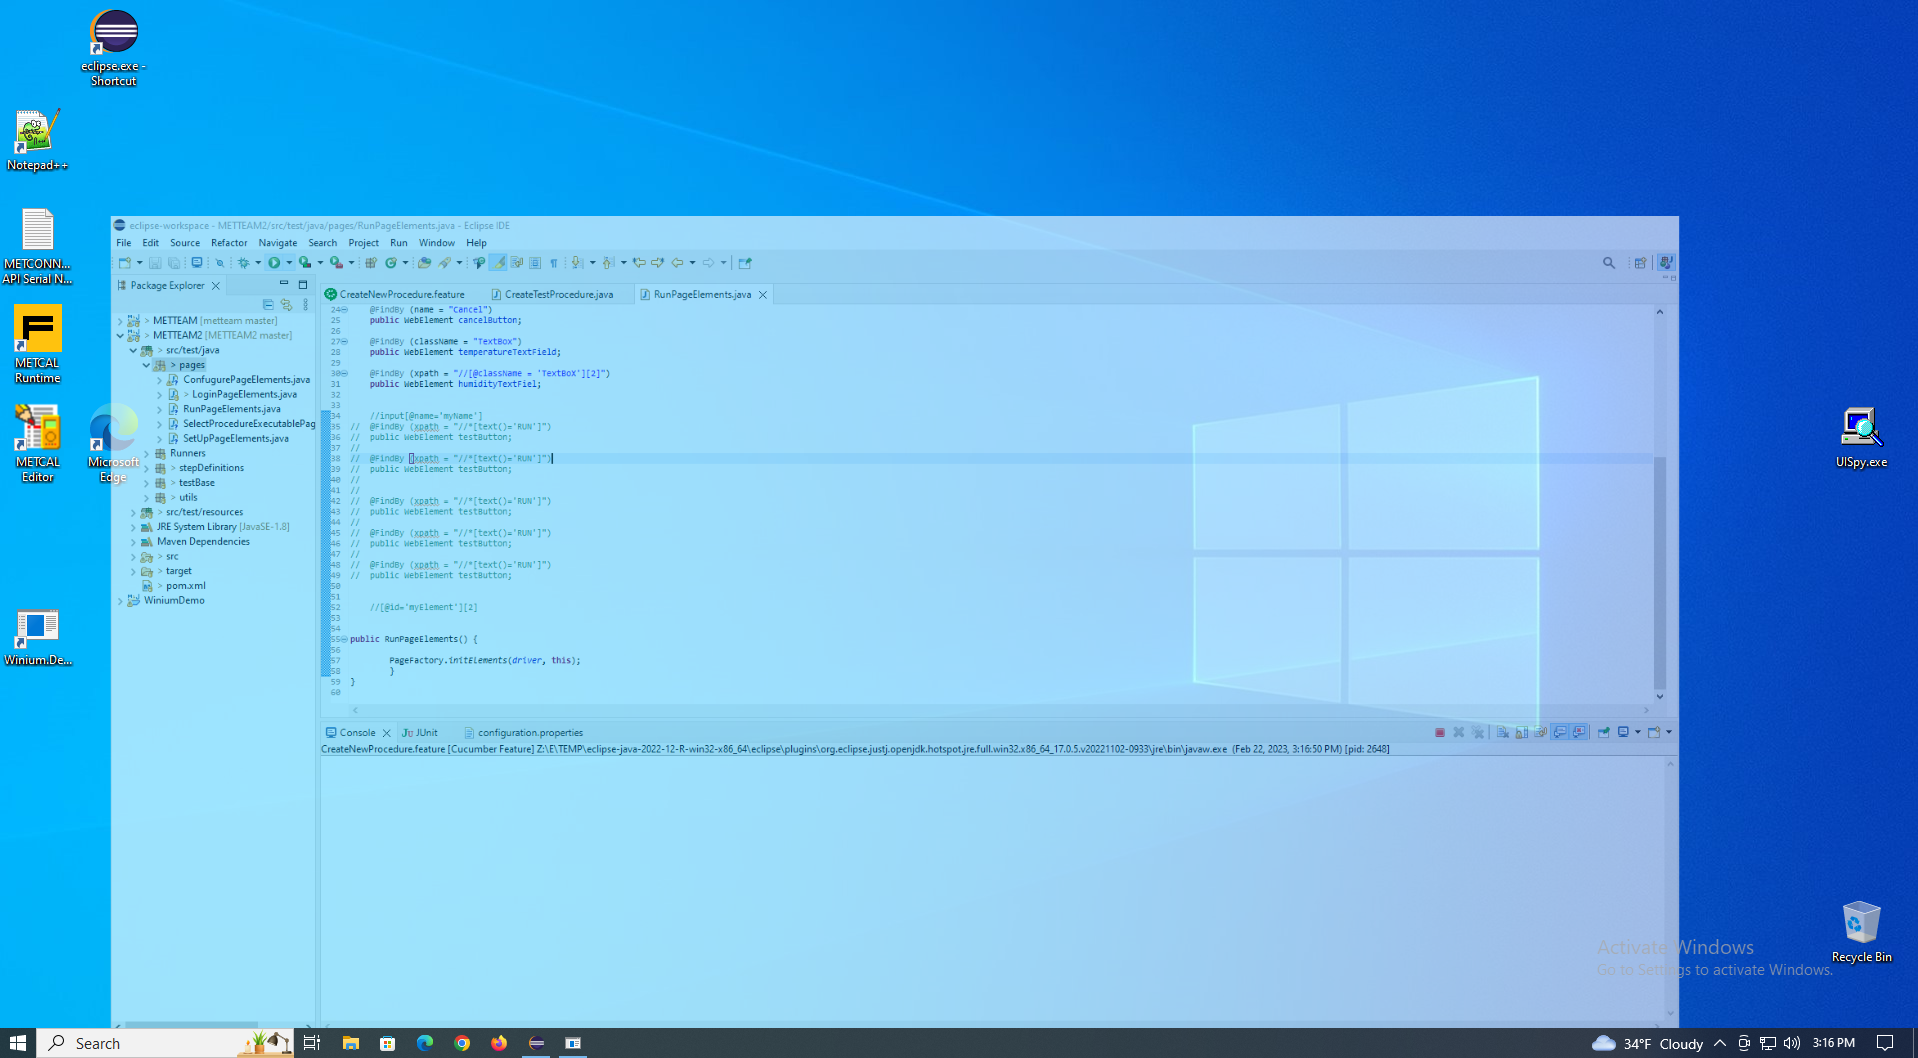 eclipse.exe -
Shortcut
Notepad++
METCONN...
API Serial N...
METCAL
Runtime
METCAL
Editor
Microsoft
Edge
Winium.De...
UISpy.exe
Recycle Bin
eclipse-workspace - METTEAM2/src/test/java/pages/RunPageElements.java - Eclipse IDE
File Edit Source Refactor Navigate Search Project Run Window Help
Package Explorer
> METTEAM [metteam master]
> METTEAM2 [METTEAM2 master]
> src/test/java
> pages
ConfugurePageElements.java
> LoginPageElements.java
RunPageElements.java
SelectProcedureExecutablePag
SetUpPageElements.java
Runners
> stepDefinitions
> testBase
> utils
> src/test/resources
JRE System Library [JavaSE-1.8]
Maven Dependencies
> src
> target
> pom.xml
WiniumDemo
CreateNewProcedure.feature CreateTestProcedure.java RunPageElements.java
24 @FindBy (name = "Cancel")
25 public WebElement cancelButton;
26
27 @FindBy (className = "TextBox")
28 public WebElement temperatureTextField;
29
30 @FindBy (xpath = "//[@className = 'TextBox'][2]")
31 public WebElement humidityTextFiel;
32
33
34 //input[@name='myName']
35 // @FindBy (xpath = "//*[text()='RUN']")
36 // public WebElement testButton;
37 //
38 // @FindBy (xpath = "//*[text()='RUN']")
39 // public WebElement testButton;
40 //
41 //
42 // @FindBy (xpath = "//*[text()='RUN']")
43 // public WebElement testButton;
44 //
45 // @FindBy (xpath = "//*[text()='RUN']")
46 // public WebElement testButton;
47 //
48 // @FindBy (xpath = "//*[text()='RUN']")
49 // public WebElement testButton;
50
51
52 //[@id='myElement'][2]
53
54
55 public RunPageElements() {
56
57 PageFactory.initElements(driver, this);
58 }
59 }
60
Console JUnit configuration.properties
CreateNewProcedure.feature [Cucumber Feature] Z:\E\TEMP\eclipse-java-2022-12-R-win32-x86_64\eclipse\plugins\org.eclipse.justj.openjdk.hotspot.jre.full.win32.x86_64_17.0.5.v20221102-0933\jre\bin\javaw.exe (Feb 22, 2023, 3:16:50 PM) [pid: 2648]
Activate Windows
Go to Settings to activate Windows.
Search
34°F Cloudy
3:16 PM